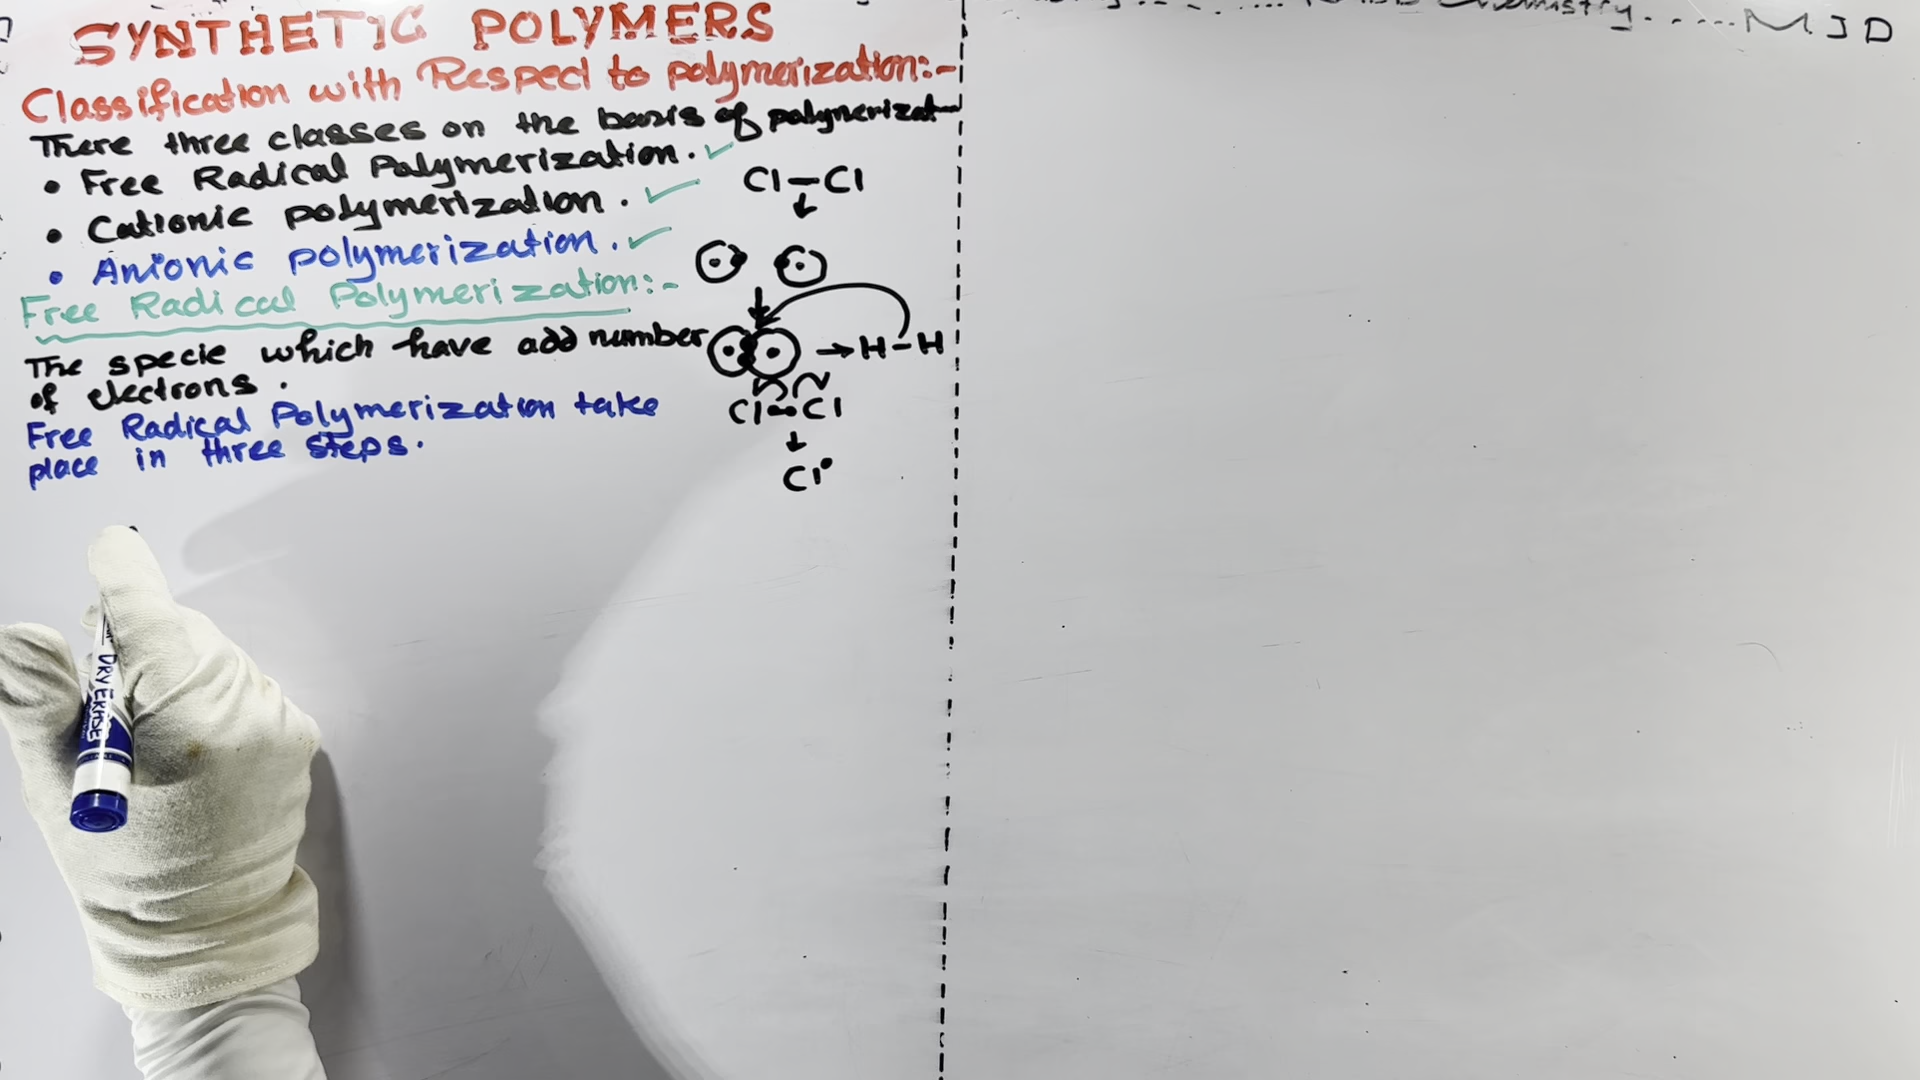 SYNTHETIC POLYMERS
Classification with Respect to polymerization:-
There three classes on the basis of polymerizat
• Free Radical Polymerization. ✓
• Cationic polymerization. ✓
• Anionic polymerization. ✓
Free Radical Polymerization:-
The specie which have add number
of electrons.
Free Radical Polymerization take
place in three steps.
Cl—Cl
↓
↓
→ H-H
Cl-Cl
↓
Cl•
Chemistry......MJD
DRY ERASE